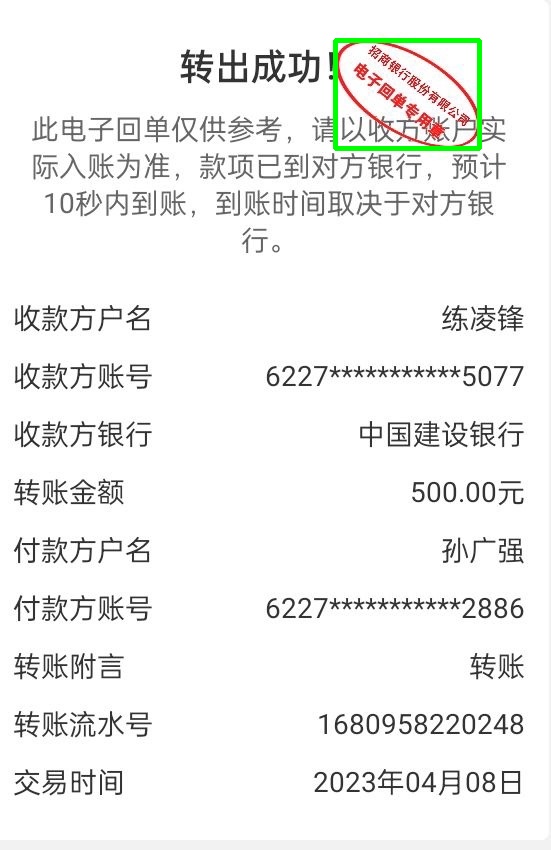 转出成功！
招商银行股份有限公司
电子回单专用章
此电子回单仅供参考，请以收方账户实
际入账为准，款项已到对方银行，预计
10秒内到账，到账时间取决于对方银
行。
收款方户名 练凌锋
收款方账号 6227***********5077
收款方银行 中国建设银行
转账金额 500.00元
付款方户名 孙广强
付款方账号 6227***********2886
转账附言 转账
转账流水号 1680958220248
交易时间 2023年04月08日